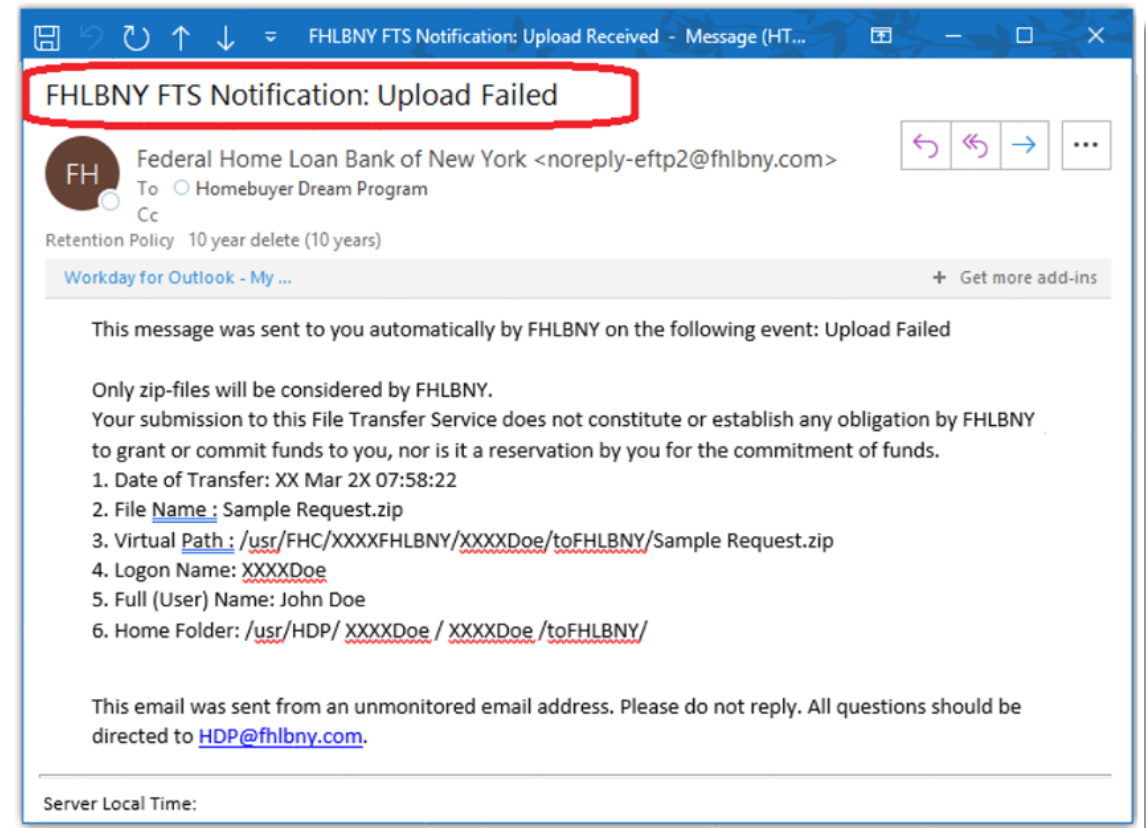 FHLBNY FTS Notification: Upload Received - Message (HT...
FHLBNY FTS Notification: Upload Failed
FH
Federal Home Loan Bank of New York <noreply-eftp2@fhlbny.com>
To Homebuyer Dream Program
Cc
Retention Policy 10 year delete (10 years)
Workday for Outlook - My ...
+ Get more add-ins
This message was sent to you automatically by FHLBNY on the following event: Upload Failed
Only zip-files will be considered by FHLBNY.
Your submission to this File Transfer Service does not constitute or establish any obligation by FHLBNY
to grant or commit funds to you, nor is it a reservation by you for the commitment of funds.
1. Date of Transfer: XX Mar 2X 07:58:22
2. File Name : Sample Request.zip
3. Virtual Path : /usr/FHC/XXXXFHLBNY/XXXXDoe/toFHLBNY/Sample Request.zip
4. Logon Name: XXXXDoe
5. Full (User) Name: John Doe
6. Home Folder: /usr/HDP/ XXXXDoe / XXXXDoe /toFHLBNY/
This email was sent from an unmonitored email address. Please do not reply. All questions should be
directed to HDP@fhlbny.com.
Server Local Time: